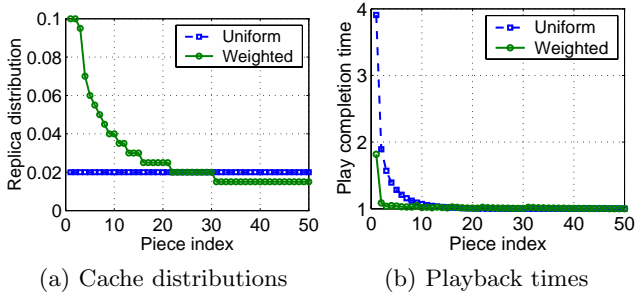 0.1
0.08
0.06
0.04
0.02
0
0 10 20 30 40 50
Replica distribution
Piece index
Uniform
Weighted
(a) Cache distributions
4
3
2
1
0 10 20 30 40 50
Play completion time
Piece index
Uniform
Weighted
(b) Playback times